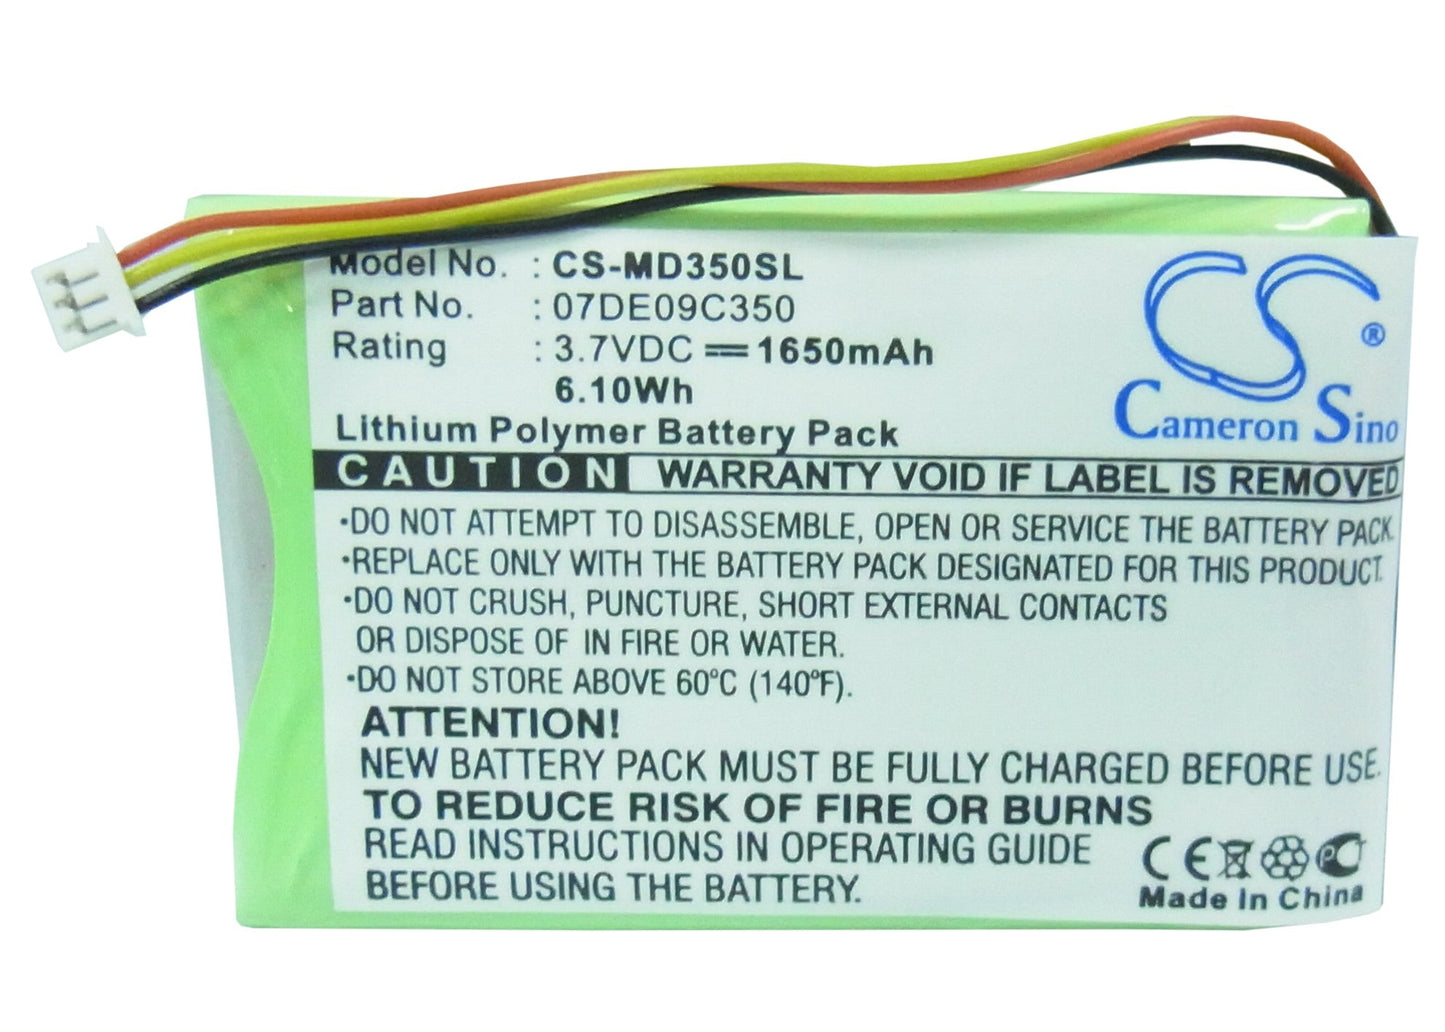 Model No. : CS-MD350SL
Part No. : 07DE09C350
Rating : 3.7VDC 1650mAh
6.10Wh
Lithium Polymer Battery Pack
CS ®
Cameron Sino
CAUTION WARRANTY VOID IF LABEL IS REMOVED
·DO NOT ATTEMPT TO DISASSEMBLE, OPEN OR SERVICE THE BATTERY PACK.
·REPLACE ONLY WITH THE BATTERY PACK DESIGNATED FOR THIS PRODUCT.
·DO NOT CRUSH, PUNCTURE, SHORT EXTERNAL CONTACTS
OR DISPOSE OF IN FIRE OR WATER.
·DO NOT STORE ABOVE 60ºC (140ºF).
ATTENTION!
NEW BATTERY PACK MUST BE FULLY CHARGED BEFORE USE.
TO REDUCE RISK OF FIRE OR BURNS
READ INSTRUCTIONS IN OPERATING GUIDE
BEFORE USING THE BATTERY.
CE PC
Made In China